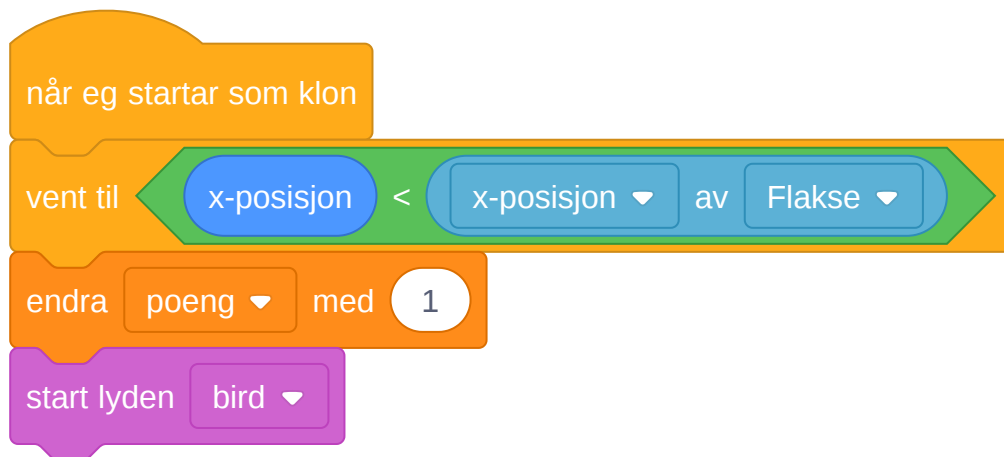 når eg startar som klon
vent til x-posisjon < x-posisjon av Flakse
endra poeng med 1
start lyden bird